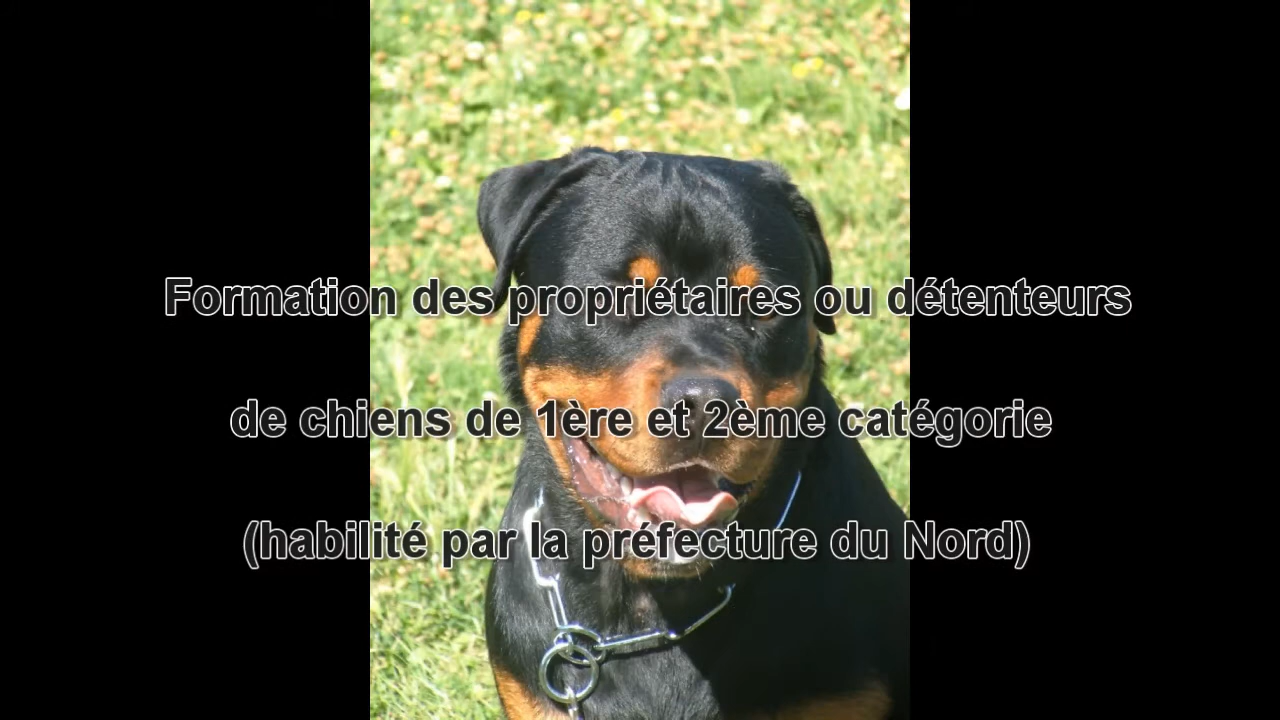 Formation des propriétaires ou détenteurs
de chiens de 1ère et 2ème catégorie
(habilité par la préfecture du Nord)